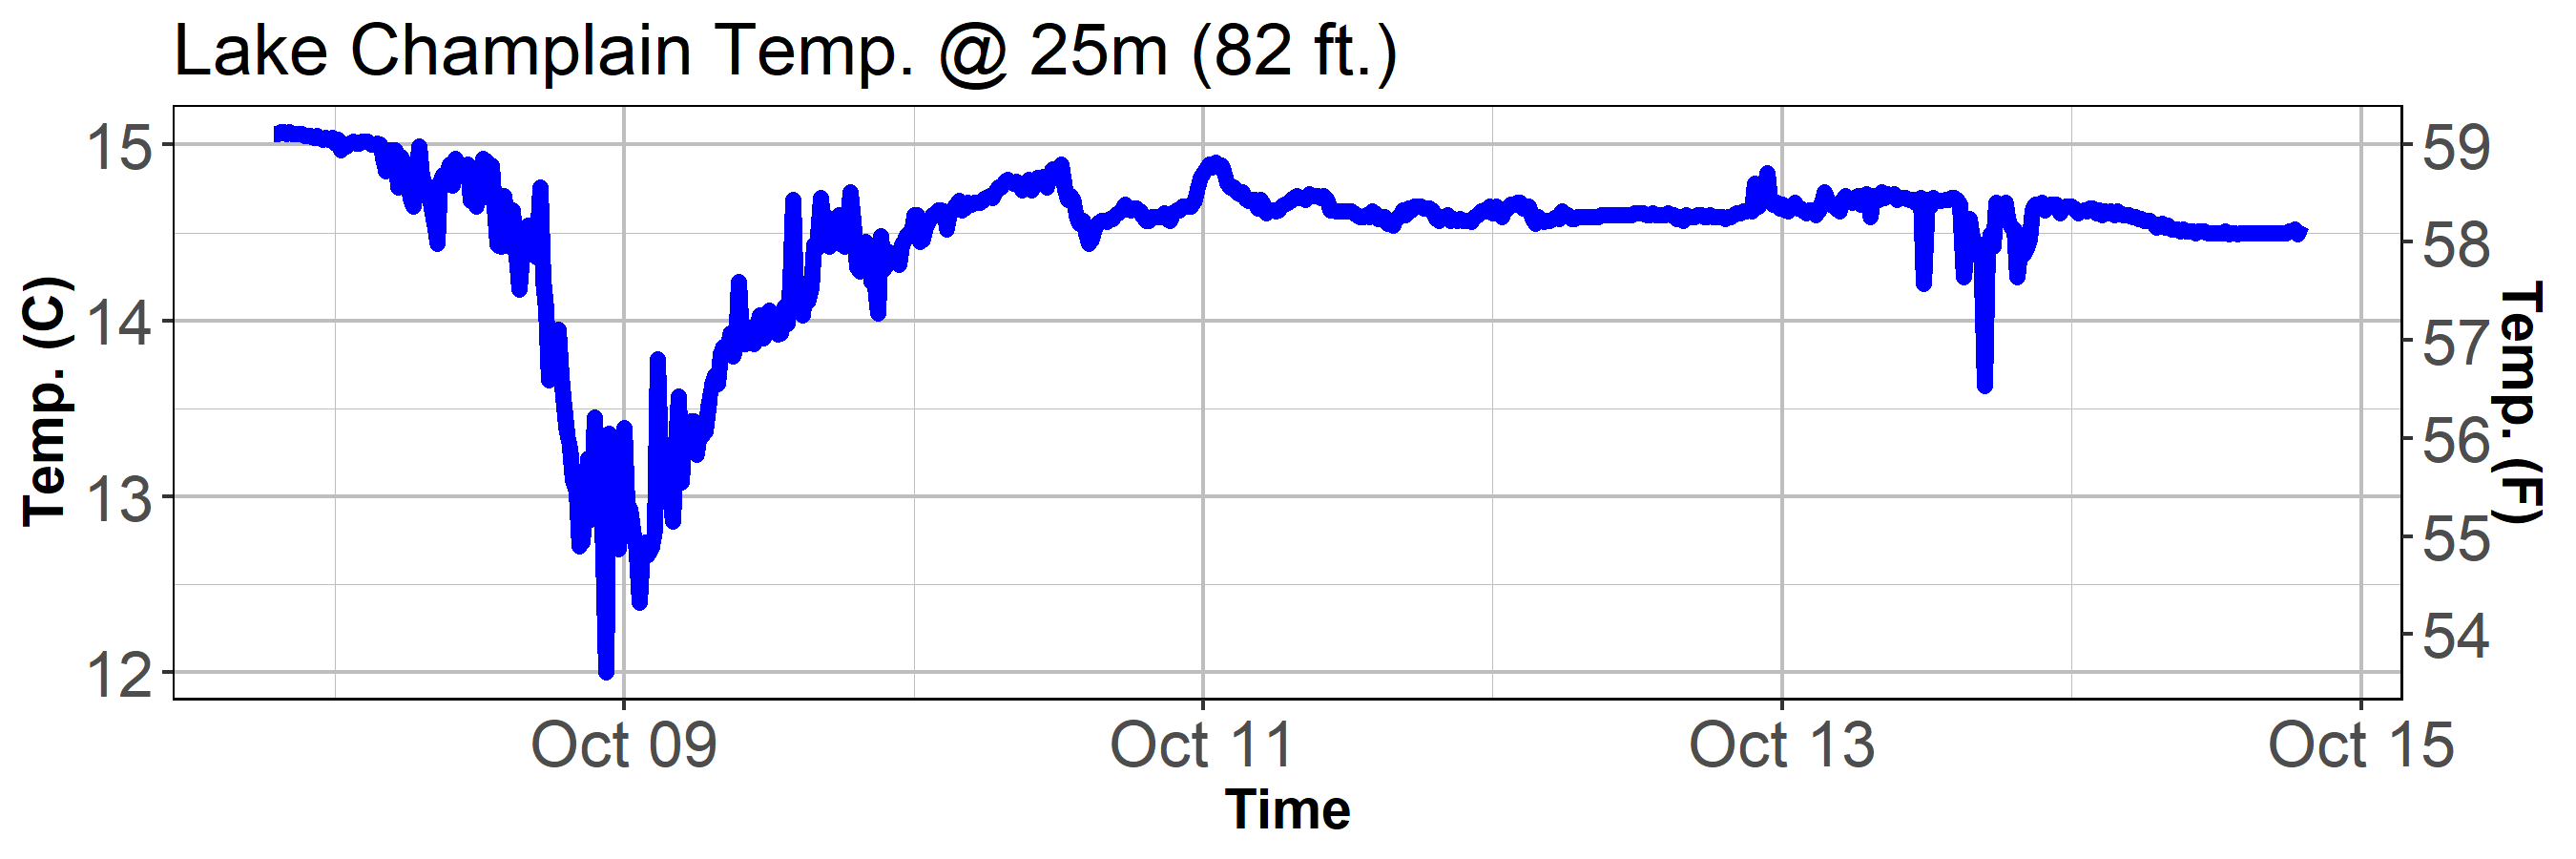 Lake Champlain Temp. @ 25m (82 ft.)
Temp. (C)
15
14
13
12
59
58
57
56
55
54
Temp. (F)
Oct 09
Oct 11
Oct 13
Oct 15
Time